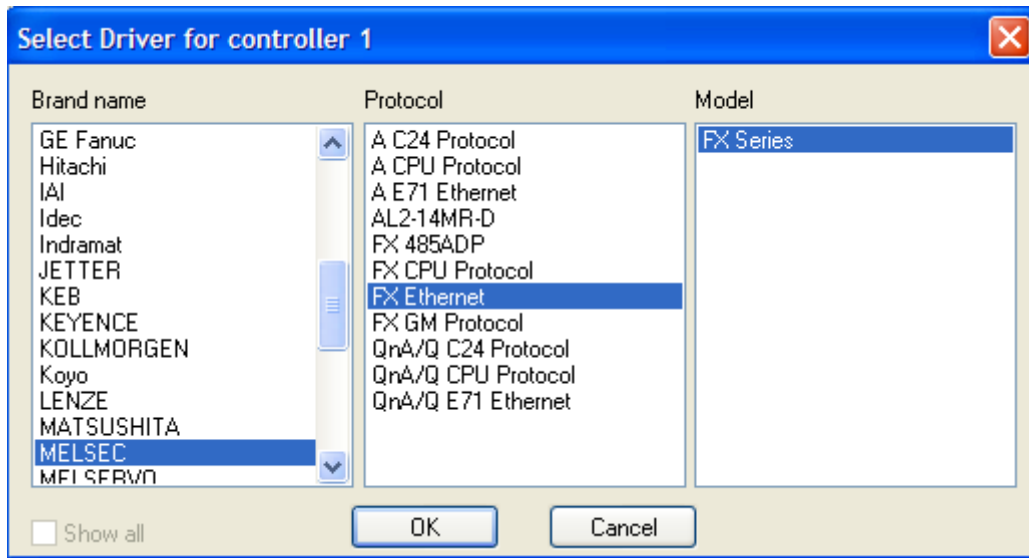 Select Driver for controller 1
Brand name
GE Fanuc
Hitachi
IAI
Idec
Indramat
JETTER
KEB
KEYENCE
KOLLMORGEN
Koyo
LENZE
MATSUSHITA
MELSEC
MELSERVO
Protocol
A C24 Protocol
A CPU Protocol
A E71 Ethernet
AL2-14MR-D
FX 485ADP
FX CPU Protocol
FX Ethernet
FX GM Protocol
QnA/Q C24 Protocol
QnA/Q CPU Protocol
QnA/Q E71 Ethernet
Model
FX Series
Show all
OK
Cancel